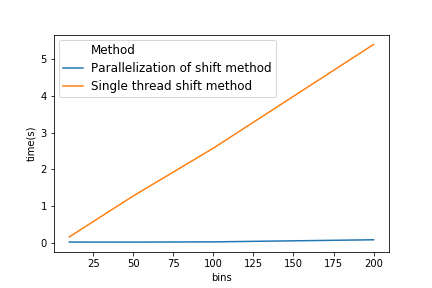 Method
Parallelization of shift method
Single thread shift method
5
4
3
2
1
0
time(s)
25 50 75 100 125 150 175 200
bins